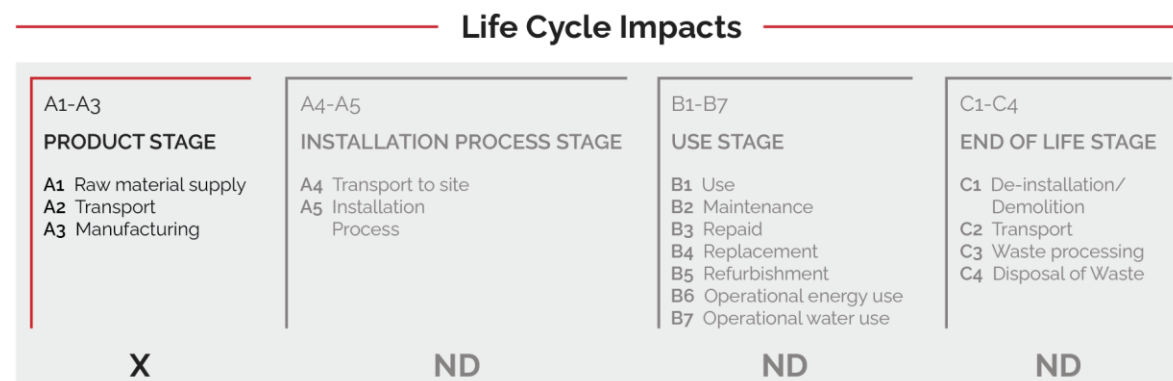 Life Cycle Impacts
A1-A3
PRODUCT STAGE
A1 Raw material supply
A2 Transport
A3 Manufacturing
X
A4-A5
INSTALLATION PROCESS STAGE
A4 Transport to site
A5 Installation
Process
ND
B1-B7
USE STAGE
B1 Use
B2 Maintenance
B3 Repaid
B4 Replacement
B5 Refurbishment
B6 Operational energy use
B7 Operational water use
ND
C1-C4
END OF LIFE STAGE
C1 De-installation/
Demolition
C2 Transport
C3 Waste processing
C4 Disposal of Waste
ND